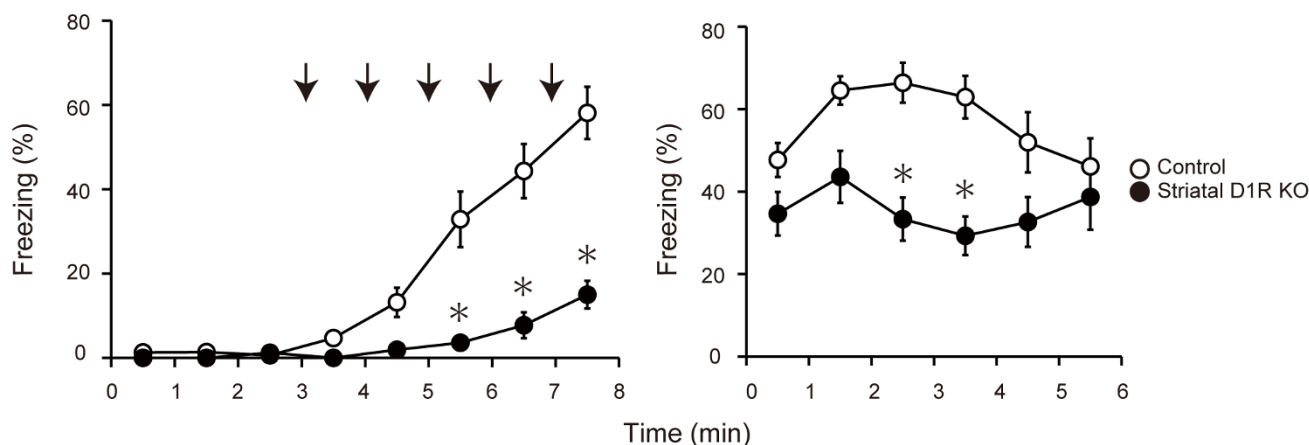 80
60
40
20
0
Freezing (%)
0 1 2 3 4 5 6 7 8
* * *
80
60
40
20
0
Freezing (%)
0 1 2 3 4 5 6
* *
Control
Striatal D1R KO
Time (min)